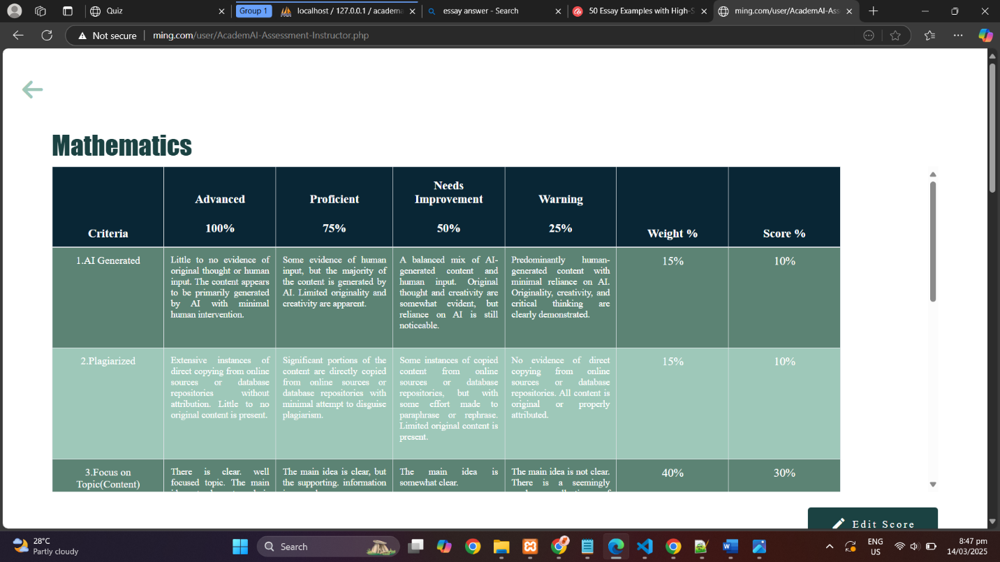 Quiz
Group 1
localhost / 127.0.0.1 / academa
essay answer - Search
50 Essay Examples with High-S
ming.com/user/AcademAI-Ass
Not secure
ming.com/user/AcademAI-Assessment-Instructor.php
Mathematics
Criteria
Advanced
100%
Proficient
75%
Needs
Improvement
50%
Warning
25%
Weight %
Score %
1.AI Generated
Little to no evidence of
original thought or human
input. The content appears
to be primarily generated
by AI with minimal
human intervention.
Some evidence of human
input, but the majority of
the content is generated by
AI. Limited originality and
creativity are apparent.
A balanced mix of AI-
generated content and
human input. Original
thought and creativity are
somewhat evident, but
reliance on AI is still
noticeable.
Predominantly human-
generated content with
minimal reliance on AI.
Originality, creativity, and
critical thinking are
clearly demonstrated.
15%
10%
2.Plagiarized
Extensive instances of
direct copying from online
sources or database
repositories without
attribution. Little to no
original content is present.
Significant portions of the
content are directly copied
from online sources or
database repositories with
minimal attempt to disguise
plagiarism.
Some instances of copied
content from online
sources or database
repositories, but with
some effort made to
paraphrase or rephrase.
Limited original content is
present.
No evidence of direct
copying from online
sources or database
repositories. All content is
original or properly
attributed.
15%
10%
3.Focus on
Topic(Content)
There is clear. well
focused topic. The main
The main idea is clear, but
the supporting. information
The main idea is
somewhat clear.
The main idea is not clear.
There is a seemingly
40%
30%
Edit Score
28°C
Partly cloudy
Search
ENG
US
8:47 pm
14/03/2025